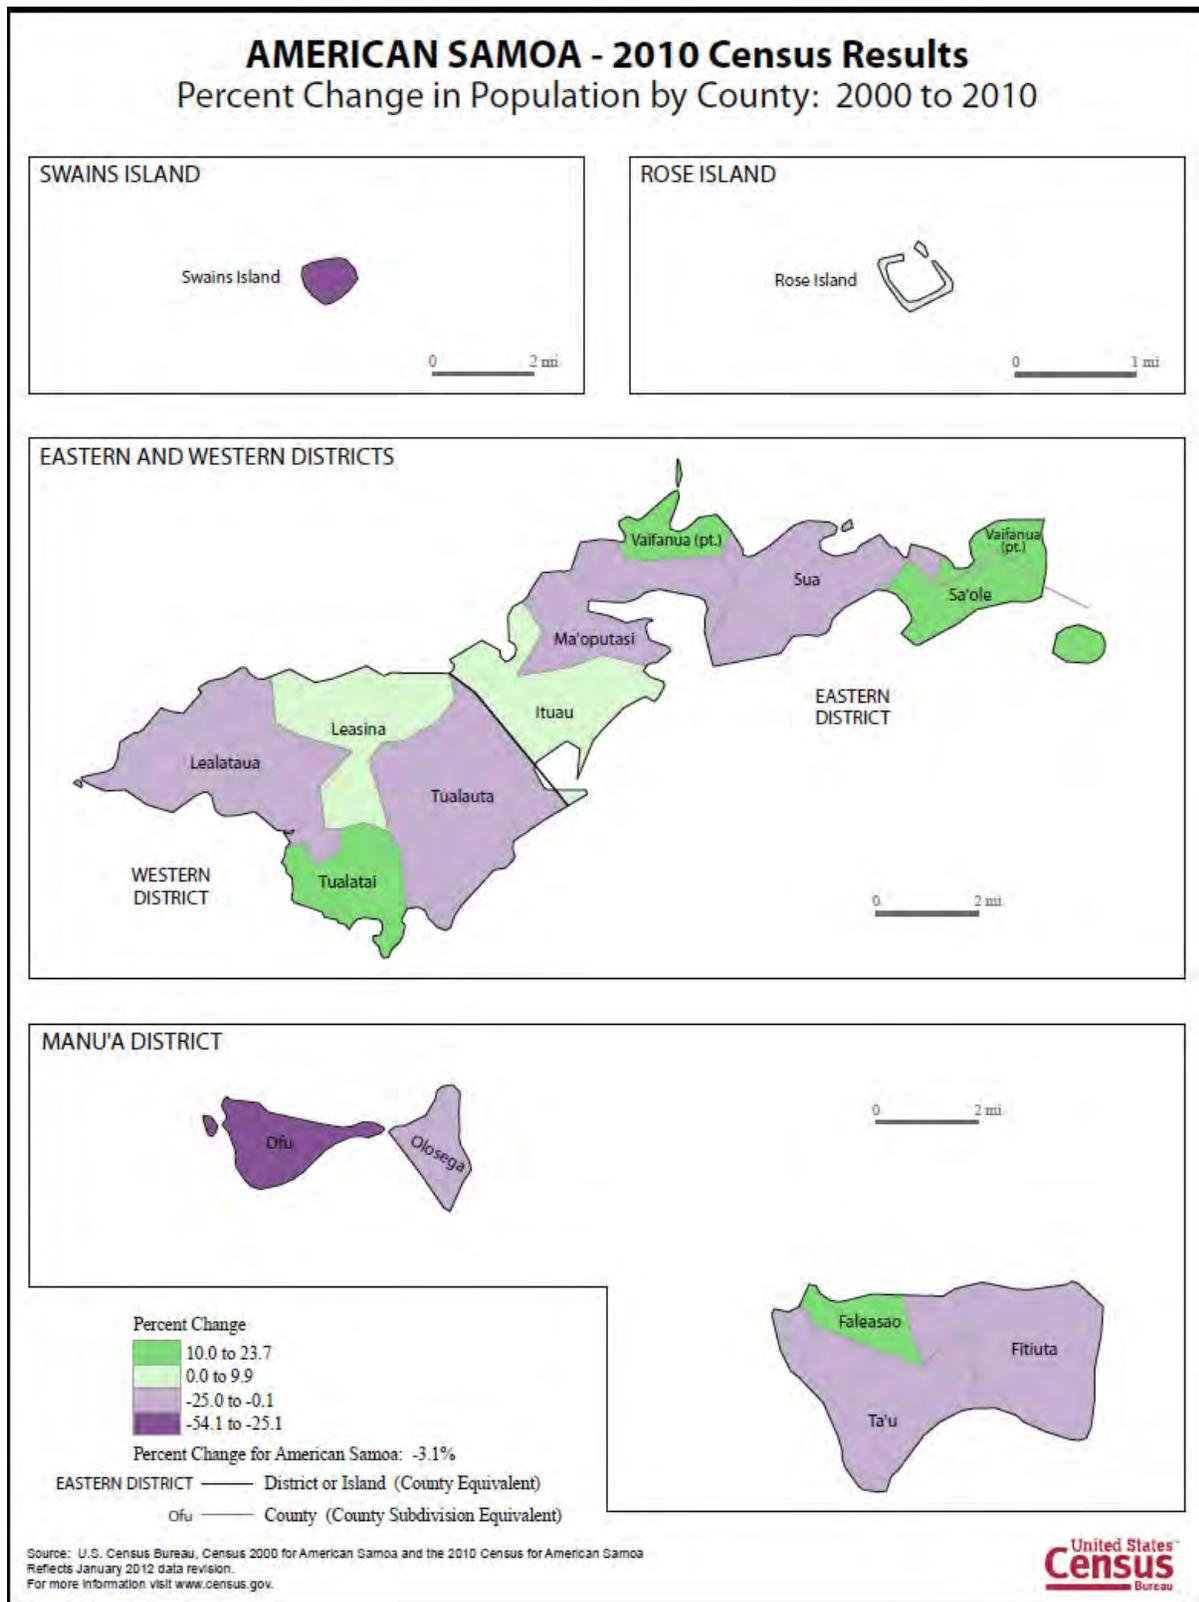 AMERICAN SAMOA - 2010 Census Results
Percent Change in Population by County: 2000 to 2010
SWAINS ISLAND
Swains Island
0 2 mi
ROSE ISLAND
Rose Island
0 1 mi
EASTERN AND WESTERN DISTRICTS
Vaifanua (pt.)
Vaifanua
(pt.)
Sua
Sa'ole
Ma'oputasi
EASTERN
DISTRICT
Ituau
Leasina
Lealataua
Tualauta
WESTERN
DISTRICT
Tualatai
0 2 mi
MANU'A DISTRICT
Ofu
Olosega
0 2 mi
Faleasao
Fitiuta
Ta'u
Percent Change
10.0 to 23.7
0.0 to 9.9
-25.0 to -0.1
-54.1 to -25.1
Percent Change for American Samoa: -3.1%
EASTERN DISTRICT District or Island (County Equivalent)
Ofu County (County Subdivision Equivalent)
Source: U.S. Census Bureau, Census 2000 for American Samoa and the 2010 Census for American Samoa
Reflects January 2012 data revision.
For more information visit www.census.gov.
United States
Census
Bureau